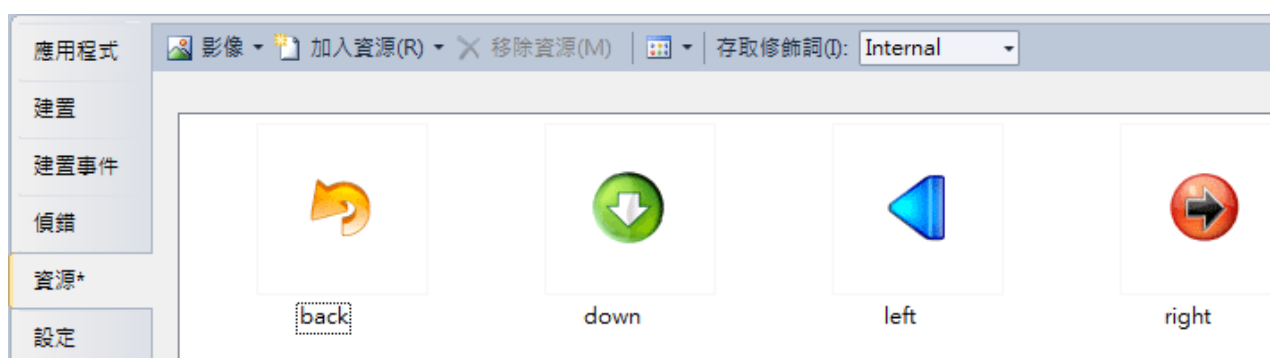 應用程式
建置
建置事件
偵錯
資源*
設定
影像 加入資源(R) 移除資源(M) 存取修飾詞(I): Internal
back down left right